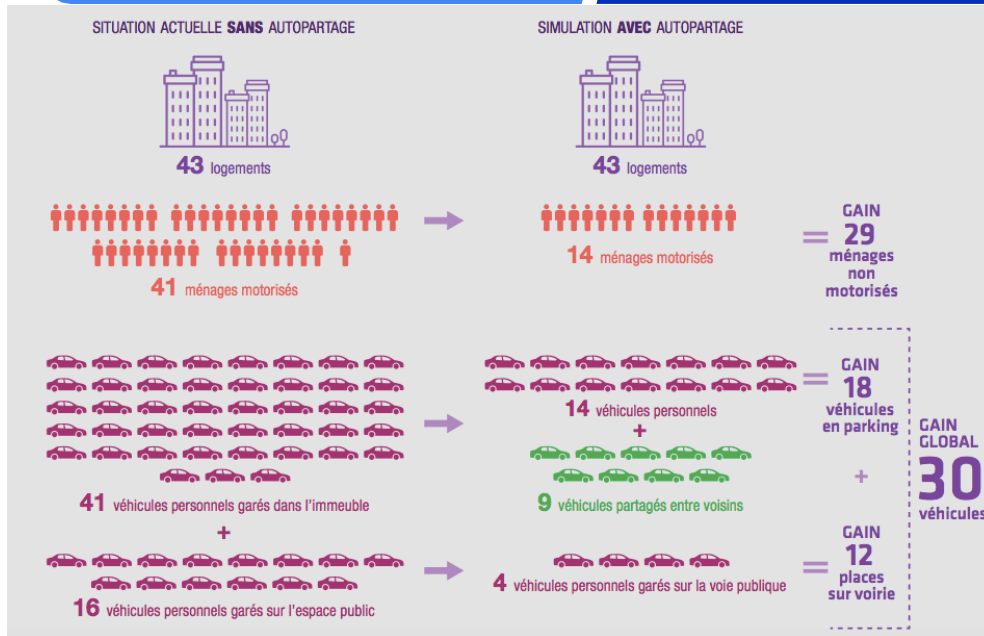 SITUATION ACTUELLE SANS AUTOPARTAGE
SIMULATION AVEC AUTOPARTAGE
43 logements
43 logements
41 ménages motorisés
14 ménages motorisés
=
GAIN
29
ménages
non
motorisés
41 véhicules personnels garés dans l'immeuble
+
16 véhicules personnels garés sur l'espace public
14 véhicules personnels
+
9 véhicules partagés entre voisins
4 véhicules personnels garés sur la voie publique
=
GAIN
18
véhicules
en parking
+
=
GAIN
12
places
sur voirie
GAIN
GLOBAL
30
véhicules